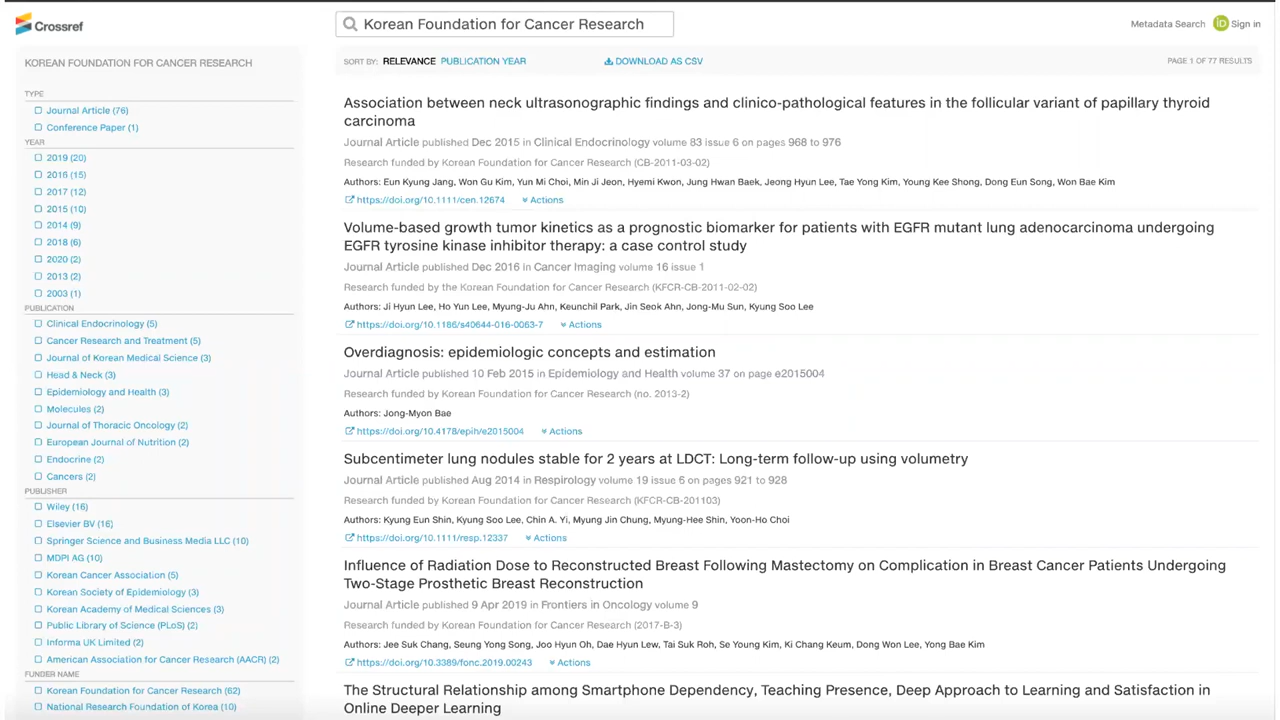 Crossref
Korean Foundation for Cancer Research
Metadata Search
iD Sign in
KOREAN FOUNDATION FOR CANCER RESEARCH
TYPE
Journal Article (76)
Conference Paper (1)
YEAR
2019 (20)
2016 (15)
2017 (12)
2015 (10)
2014 (9)
2018 (6)
2020 (2)
2013 (2)
2003 (1)
PUBLICATION
Clinical Endocrinology (5)
Cancer Research and Treatment (5)
Journal of Korean Medical Science (3)
Head & Neck (3)
Epidemiology and Health (3)
Molecules (2)
Journal of Thoracic Oncology (2)
European Journal of Nutrition (2)
Endocrine (2)
Cancers (2)
PUBLISHER
Wiley (16)
Elsevier BV (16)
Springer Science and Business Media LLC (10)
MDPI AG (10)
Korean Cancer Association (5)
Korean Society of Epidemiology (3)
Korean Academy of Medical Sciences (3)
Public Library of Science (PLoS) (2)
Informa UK Limited (2)
American Association for Cancer Research (AACR) (2)
FUNDER NAME
Korean Foundation for Cancer Research (62)
National Research Foundation of Korea (10)
SORT BY: RELEVANCE PUBLICATION YEAR
DOWNLOAD AS CSV
PAGE 1 OF 77 RESULTS
Association between neck ultrasonographic findings and clinico-pathological features in the follicular variant of papillary thyroid
carcinoma
Journal Article published Dec 2015 in Clinical Endocrinology volume 83 issue 6 on pages 968 to 976
Research funded by Korean Foundation for Cancer Research (CB-2011-03-02)
Authors: Eun Kyung Jang, Won Gu Kim, Yun Mi Choi, Min Ji Jeon, Hyemi Kwon, Jung Hwan Baek, Jeong Hyun Lee, Tae Yong Kim, Young Kee Shong, Dong Eun Song, Won Bae Kim
https://doi.org/10.1111/cen.12674 Actions
Volume-based growth tumor kinetics as a prognostic biomarker for patients with EGFR mutant lung adenocarcinoma undergoing
EGFR tyrosine kinase inhibitor therapy: a case control study
Journal Article published Dec 2016 in Cancer Imaging volume 16 issue 1
Research funded by the Korean Foundation for Cancer Research (KFCR-CB-2011-02-02)
Authors: Ji Hyun Lee, Ho Yun Lee, Myung-Ju Ahn, Keunchil Park, Jin Seok Ahn, Jong-Mu Sun, Kyung Soo Lee
https://doi.org/10.1186/s40644-016-0063-7 Actions
Overdiagnosis: epidemiologic concepts and estimation
Journal Article published 10 Feb 2015 in Epidemiology and Health volume 37 on page e2015004
Research funded by Korean Foundation for Cancer Research (no. 2013-2)
Authors: Jong-Myon Bae
https://doi.org/10.4178/epih/e2015004 Actions
Subcentimeter lung nodules stable for 2 years at LDCT: Long-term follow-up using volumetry
Journal Article published Aug 2014 in Respirology volume 19 issue 6 on pages 921 to 928
Research funded by Korean Foundation for Cancer Research (KFCR-CB-201103)
Authors: Kyung Eun Shin, Kyung Soo Lee, Chin A. Yi, Myung Jin Chung, Myung-Hee Shin, Yoon-Ho Choi
https://doi.org/10.1111/resp.12337 Actions
Influence of Radiation Dose to Reconstructed Breast Following Mastectomy on Complication in Breast Cancer Patients Undergoing
Two-Stage Prosthetic Breast Reconstruction
Journal Article published 9 Apr 2019 in Frontiers in Oncology volume 9
Research funded by Korean Foundation for Cancer Research (2017-B-3)
Authors: Jee Suk Chang, Seung Yong Song, Joo Hyun Oh, Dae Hyun Lew, Tai Suk Roh, Se Young Kim, Ki Chang Keum, Dong Won Lee, Yong Bae Kim
https://doi.org/10.3389/fonc.2019.00243 Actions
The Structural Relationship among Smartphone Dependency, Teaching Presence, Deep Approach to Learning and Satisfaction in
Online Deeper Learning